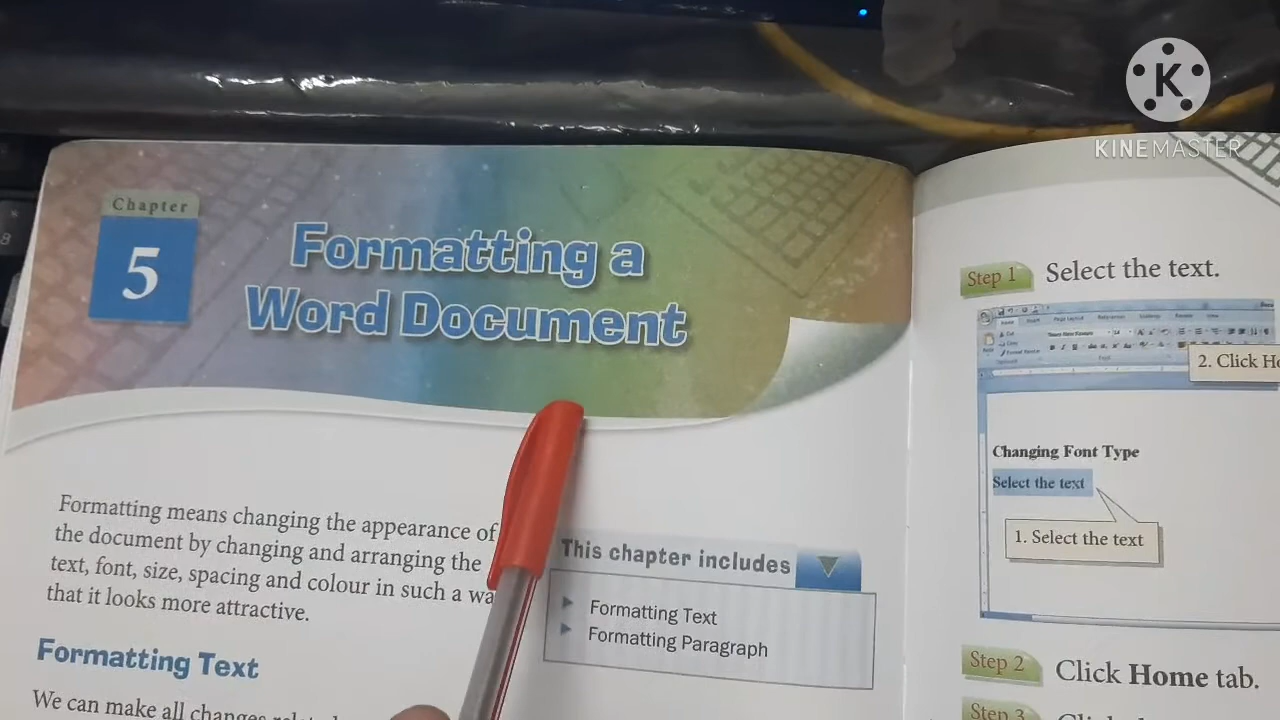 K
KINEMASTER
Chapter
5
Formatting a
Word Document
Formatting means changing the appearance of
the document by changing and arranging the
text, font, size, spacing and colour in such a
that it looks more attractive.
This chapter includes
Formatting Text
Formatting Paragraph
Formatting Text
We can make all changes
Step 1 Select the text.
2. Click
Changing Font Type
Select the text
1. Select the text
Step 2 Click Home tab.
Step 3
8